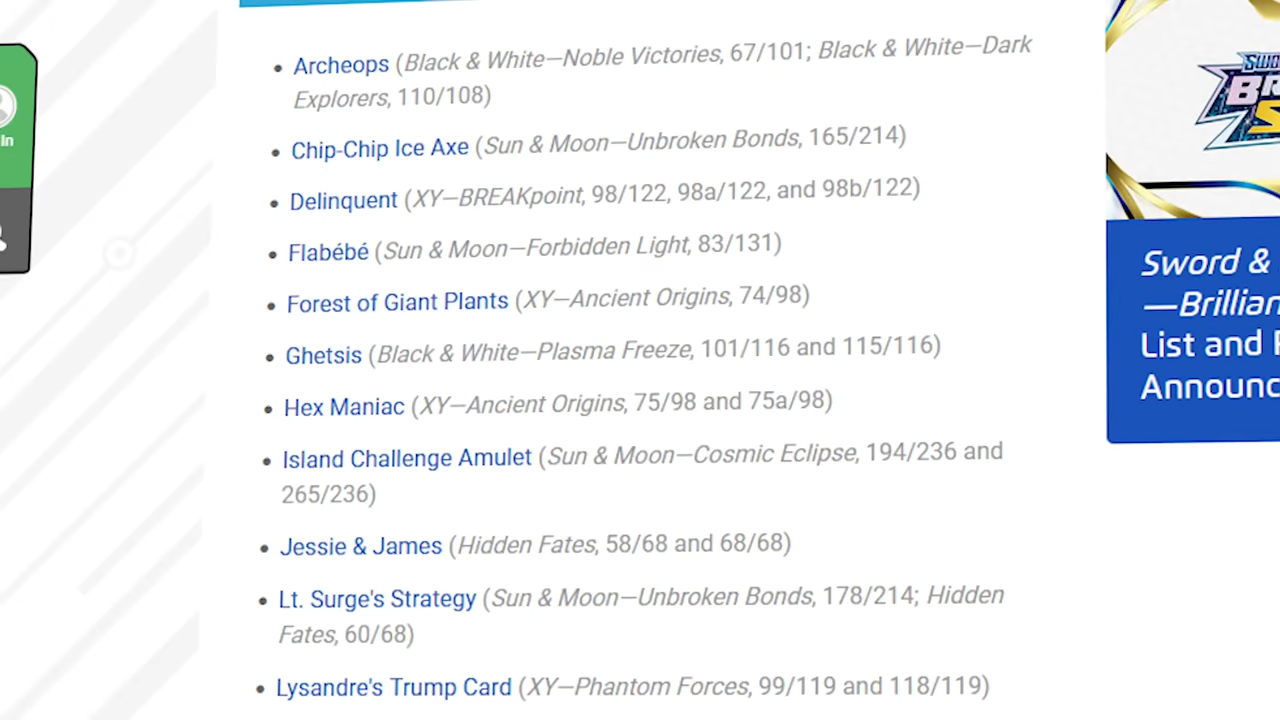 Archeops (Black & White—Noble Victories, 67/101; Black & White—Dark
Explorers, 110/108)
Chip-Chip Ice Axe (Sun & Moon—Unbroken Bonds, 165/214)
Delinquent (XY—BREAKpoint, 98/122, 98a/122, and 98b/122)
Flabébé (Sun & Moon—Forbidden Light, 83/131)
Forest of Giant Plants (XY—Ancient Origins, 74/98)
Ghetsis (Black & White—Plasma Freeze, 101/116 and 115/116)
Hex Maniac (XY—Ancient Origins, 75/98 and 75a/98)
Island Challenge Amulet (Sun & Moon—Cosmic Eclipse, 194/236 and
265/236)
Jessie & James (Hidden Fates, 58/68 and 68/68)
Lt. Surge's Strategy (Sun & Moon—Unbroken Bonds, 178/214; Hidden
Fates, 60/68)
Lysandre's Trump Card (XY—Phantom Forces, 99/119 and 118/119)
In
Sword &
—Brillian
List and
Announc